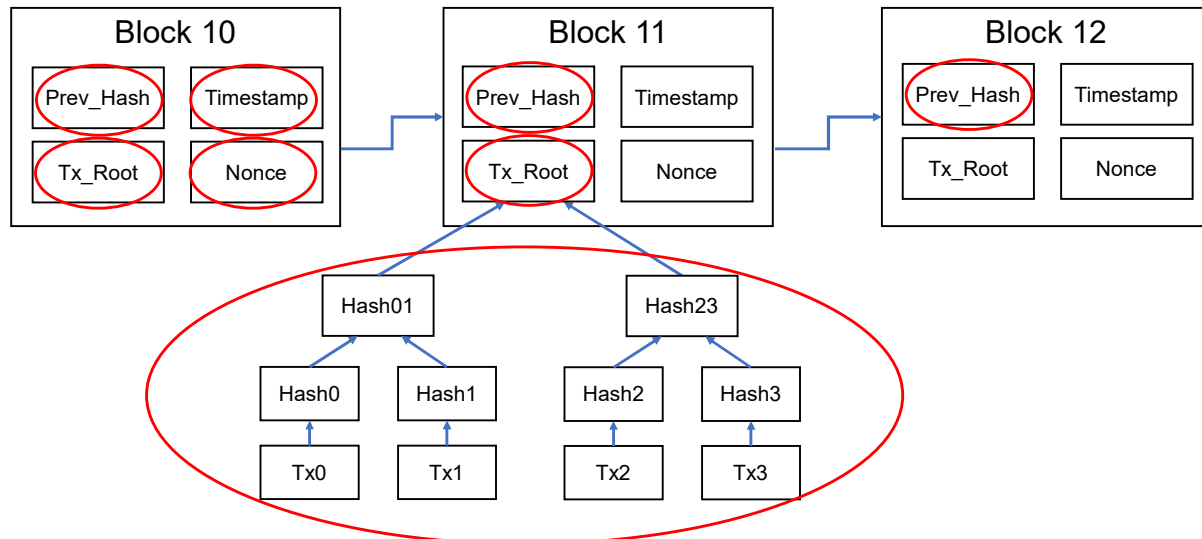 Block 10
Prev_Hash
Timestamp
Tx_Root
Nonce
Block 11
Prev_Hash
Timestamp
Tx_Root
Nonce
Block 12
Prev_Hash
Timestamp
Tx_Root
Nonce
Hash01
Hash23
Hash0
Hash1
Hash2
Hash3
Tx0
Tx1
Tx2
Tx3